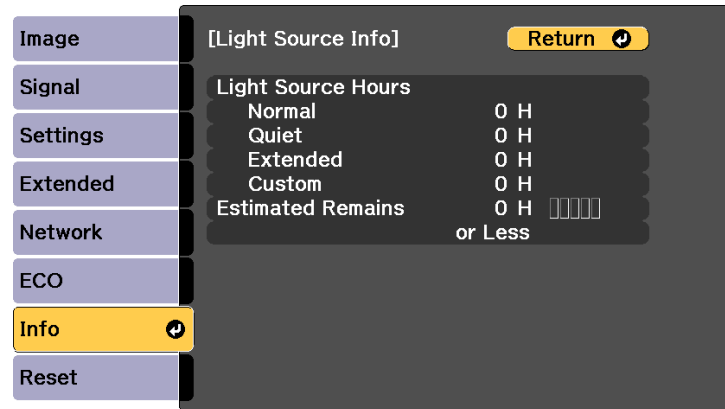 Image
Signal
Settings
Extended
Network
ECO
Info
Reset
[Light Source Info]
Return
Light Source Hours
Normal 0 H
Quiet 0 H
Extended 0 H
Custom 0 H
Estimated Remains 0 H
or Less